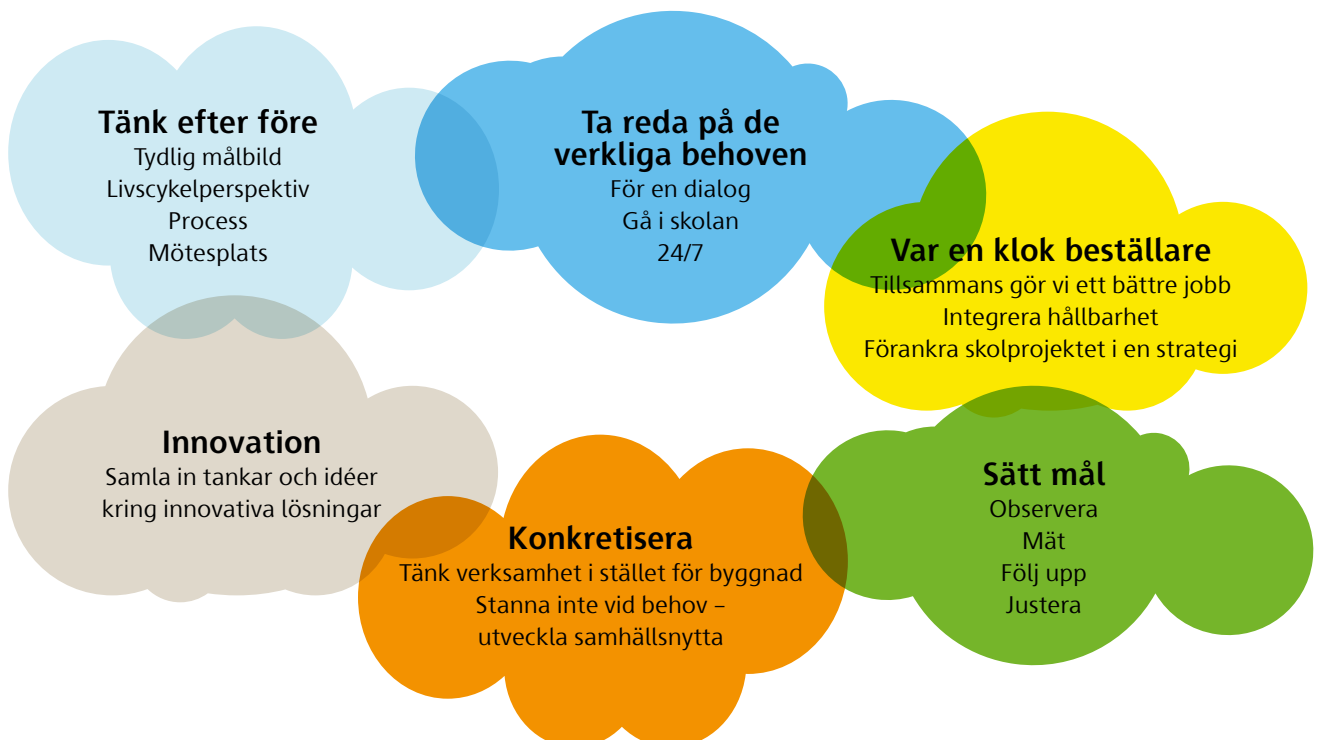 Tänk efter före
Tydlig målbild
Livscykelperspektiv
Process
Mötesplats
Ta reda på de
verkliga behoven
För en dialog
Gå i skolan
24/7
Var en klok beställare
Tillsammans gör vi ett bättre jobb
Integrera hållbarhet
Förankra skolprojektet i en strategi
Innovation
Samla in tankar och idéer
kring innovativa lösningar
Konkretisera
Tänk verksamhet i stället för byggnad
Stanna inte vid behov –
utveckla samhällsnytta
Sätt mål
Observera
Mät
Följ upp
Justera